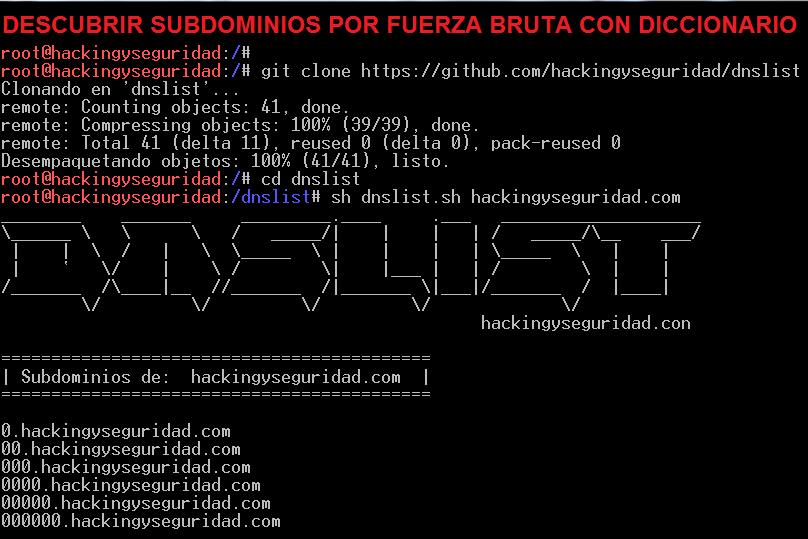 DESCUBRIR SUBDOMINIOS POR FUERZA BRUTA CON DICCIONARIO
root@hackingyseguridad:/#
root@hackingyseguridad:/# git clone https://github.com/hackingyseguridad/dnslist
Clonando en 'dnslist'...
remote: Counting objects: 41, done.
remote: Compressing objects: 100% (39/39), done.
remote: Total 41 (delta 11), reused 0 (delta 0), pack-reused 0
Desempaquetando objetos: 100% (41/41), listo.
root@hackingyseguridad:/# cd dnslist
root@hackingyseguridad:/dnslist# sh dnslist.sh hackingyseguridad.com
DNSLIST
hackingyseguridad.con
===========================================
| Subdominios de:  hackingyseguridad.com  |
===========================================
0.hackingyseguridad.com
00.hackingyseguridad.com
000.hackingyseguridad.com
0000.hackingyseguridad.com
00000.hackingyseguridad.com
000000.hackingyseguridad.com